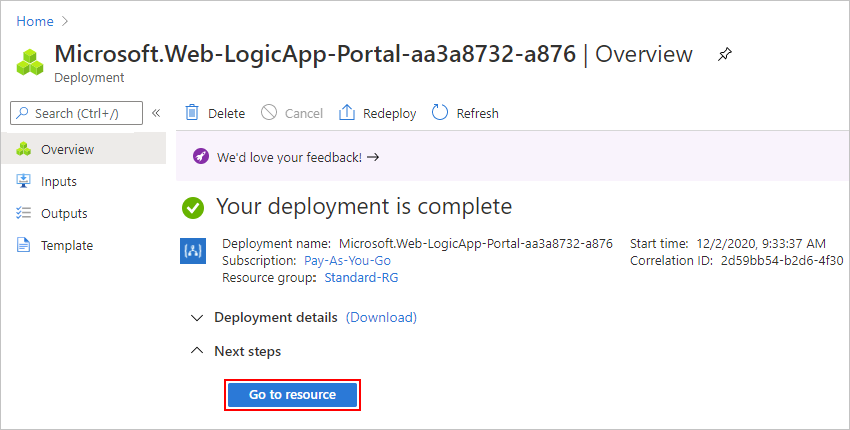 Home >
Microsoft.Web-LogicApp-Portal-aa3a8732-a876 | Overview
Deployment
Search (Ctrl+/) «
Delete Cancel Redeploy Refresh
Overview
Inputs
Outputs
Template
We'd love your feedback! →
Your deployment is complete
Deployment name: Microsoft.Web-LogicApp-Portal-aa3a8732-a876 Start time: 12/2/2020, 9:33:37 AM
Subscription: Pay-As-You-Go Correlation ID: 2d59bb54-b2d6-4f30
Resource group: Standard-RG
Deployment details (Download)
Next steps
Go to resource